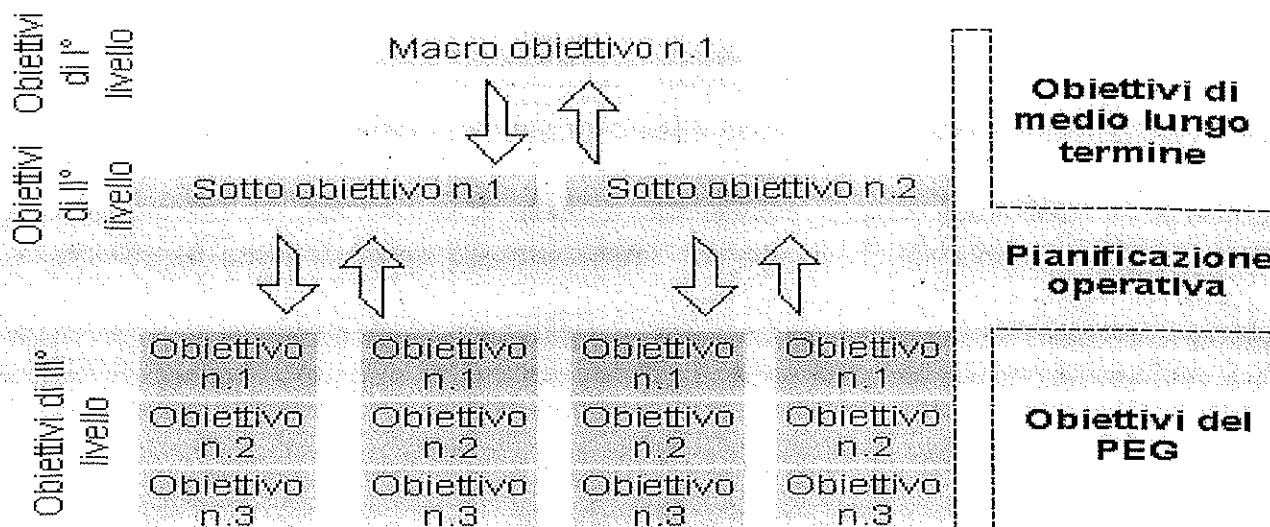 Obiettivi
di I°
livello
Macro obiettivo n.1
Obiettivi di
medio lungo
termine
Obiettivi
di II°
livello
Sotto obiettivo n.1
Sotto obiettivo n.2
Pianificazione
operativa
Obiettivi di III°
livello
Obiettivo
n.1
Obiettivo
n.1
Obiettivo
n.1
Obiettivo
n.1
Obiettivo
n.2
Obiettivo
n.2
Obiettivo
n.2
Obiettivo
n.2
Obiettivo
n.3
Obiettivo
n.3
Obiettivo
n.3
Obiettivo
n.3
Obiettivi del
PEG